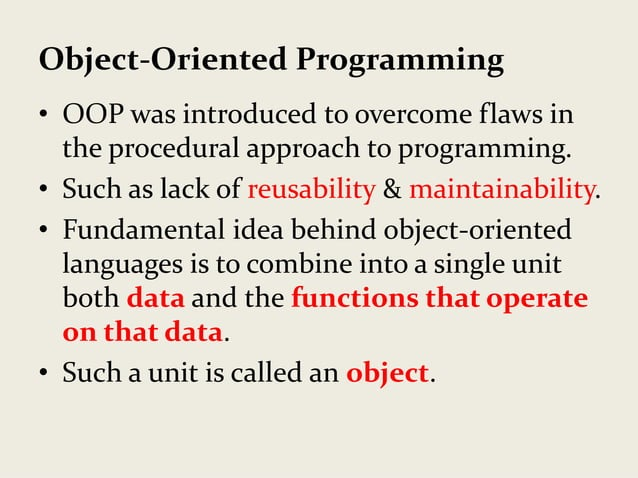 Object-Oriented Programming
• OOP was introduced to overcome flaws in
the procedural approach to programming.
• Such as lack of reusability & maintainability.
• Fundamental idea behind object-oriented
languages is to combine into a single unit
both data and the functions that operate
on that data.
• Such a unit is called an object.